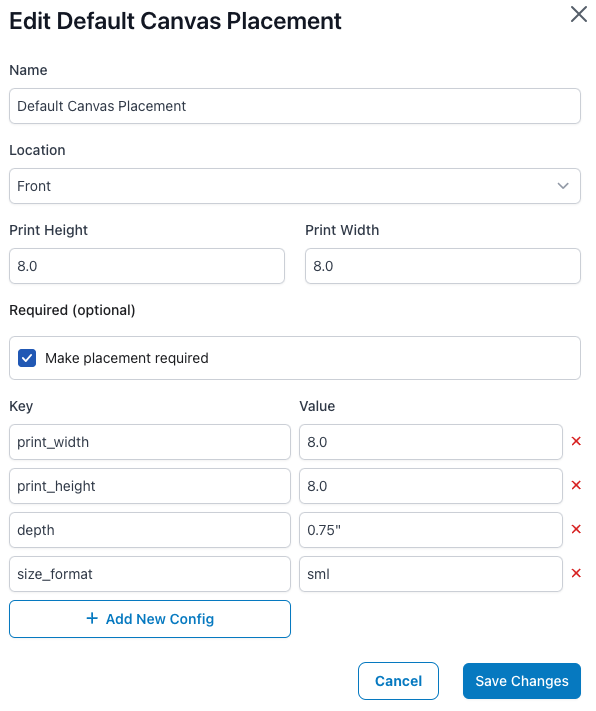 Edit Default Canvas Placement
Name
Default Canvas Placement
Location
Front
Print Height Print Width
8.0 8.0
Required (optional)
Make placement required
Key Value
print_width 8.0
print_height 8.0
depth 0.75"
size_format sml
+ Add New Config
Cancel Save Changes